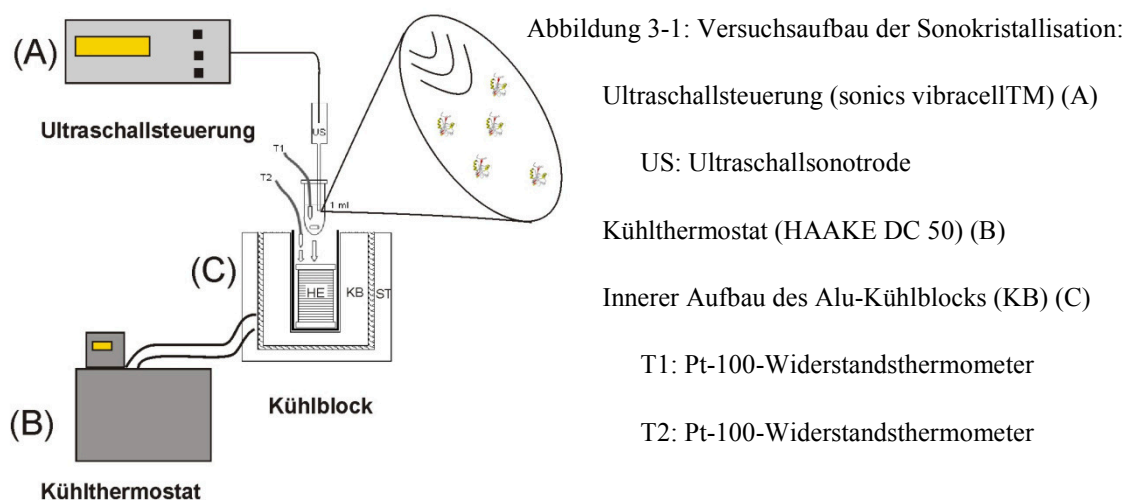 Abbildung 3-1: Versuchsaufbau der Sonokristallisation:
(A)
Ultraschallsteuerung
Ultraschallsteuerung (sonics vibracellTM) (A)
US
US: Ultraschallsonotrode
T1
T2
1 ml
Kühlthermostat (HAAKE DC 50) (B)
(C)
HE
KB
ST
Innerer Aufbau des Alu-Kühlblocks (KB) (C)
T1: Pt-100-Widerstandsthermometer
Kühlblock
(B)
T2: Pt-100-Widerstandsthermometer
Kühlthermostat